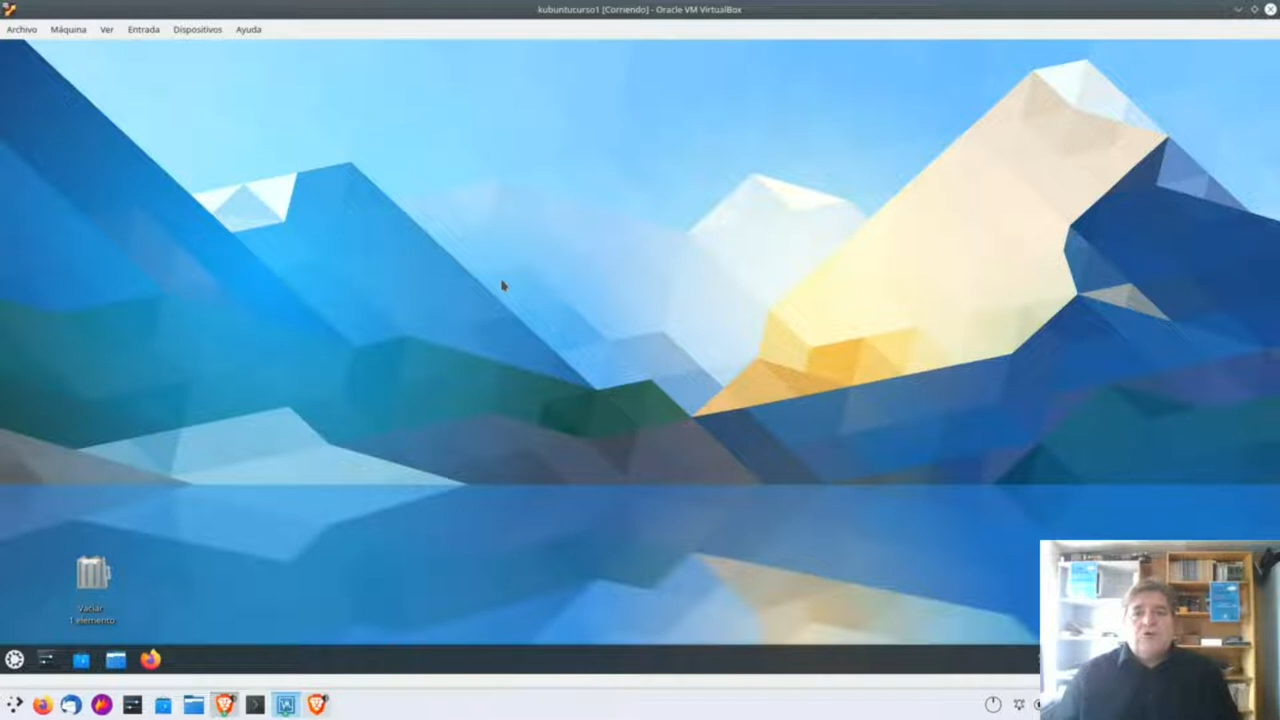 kubuntucurso1 [Corriendo] - Oracle VM VirtualBox
Archivo Máquina Ver Entrada Dispositivos Ayuda
Vaciar
1 elemento